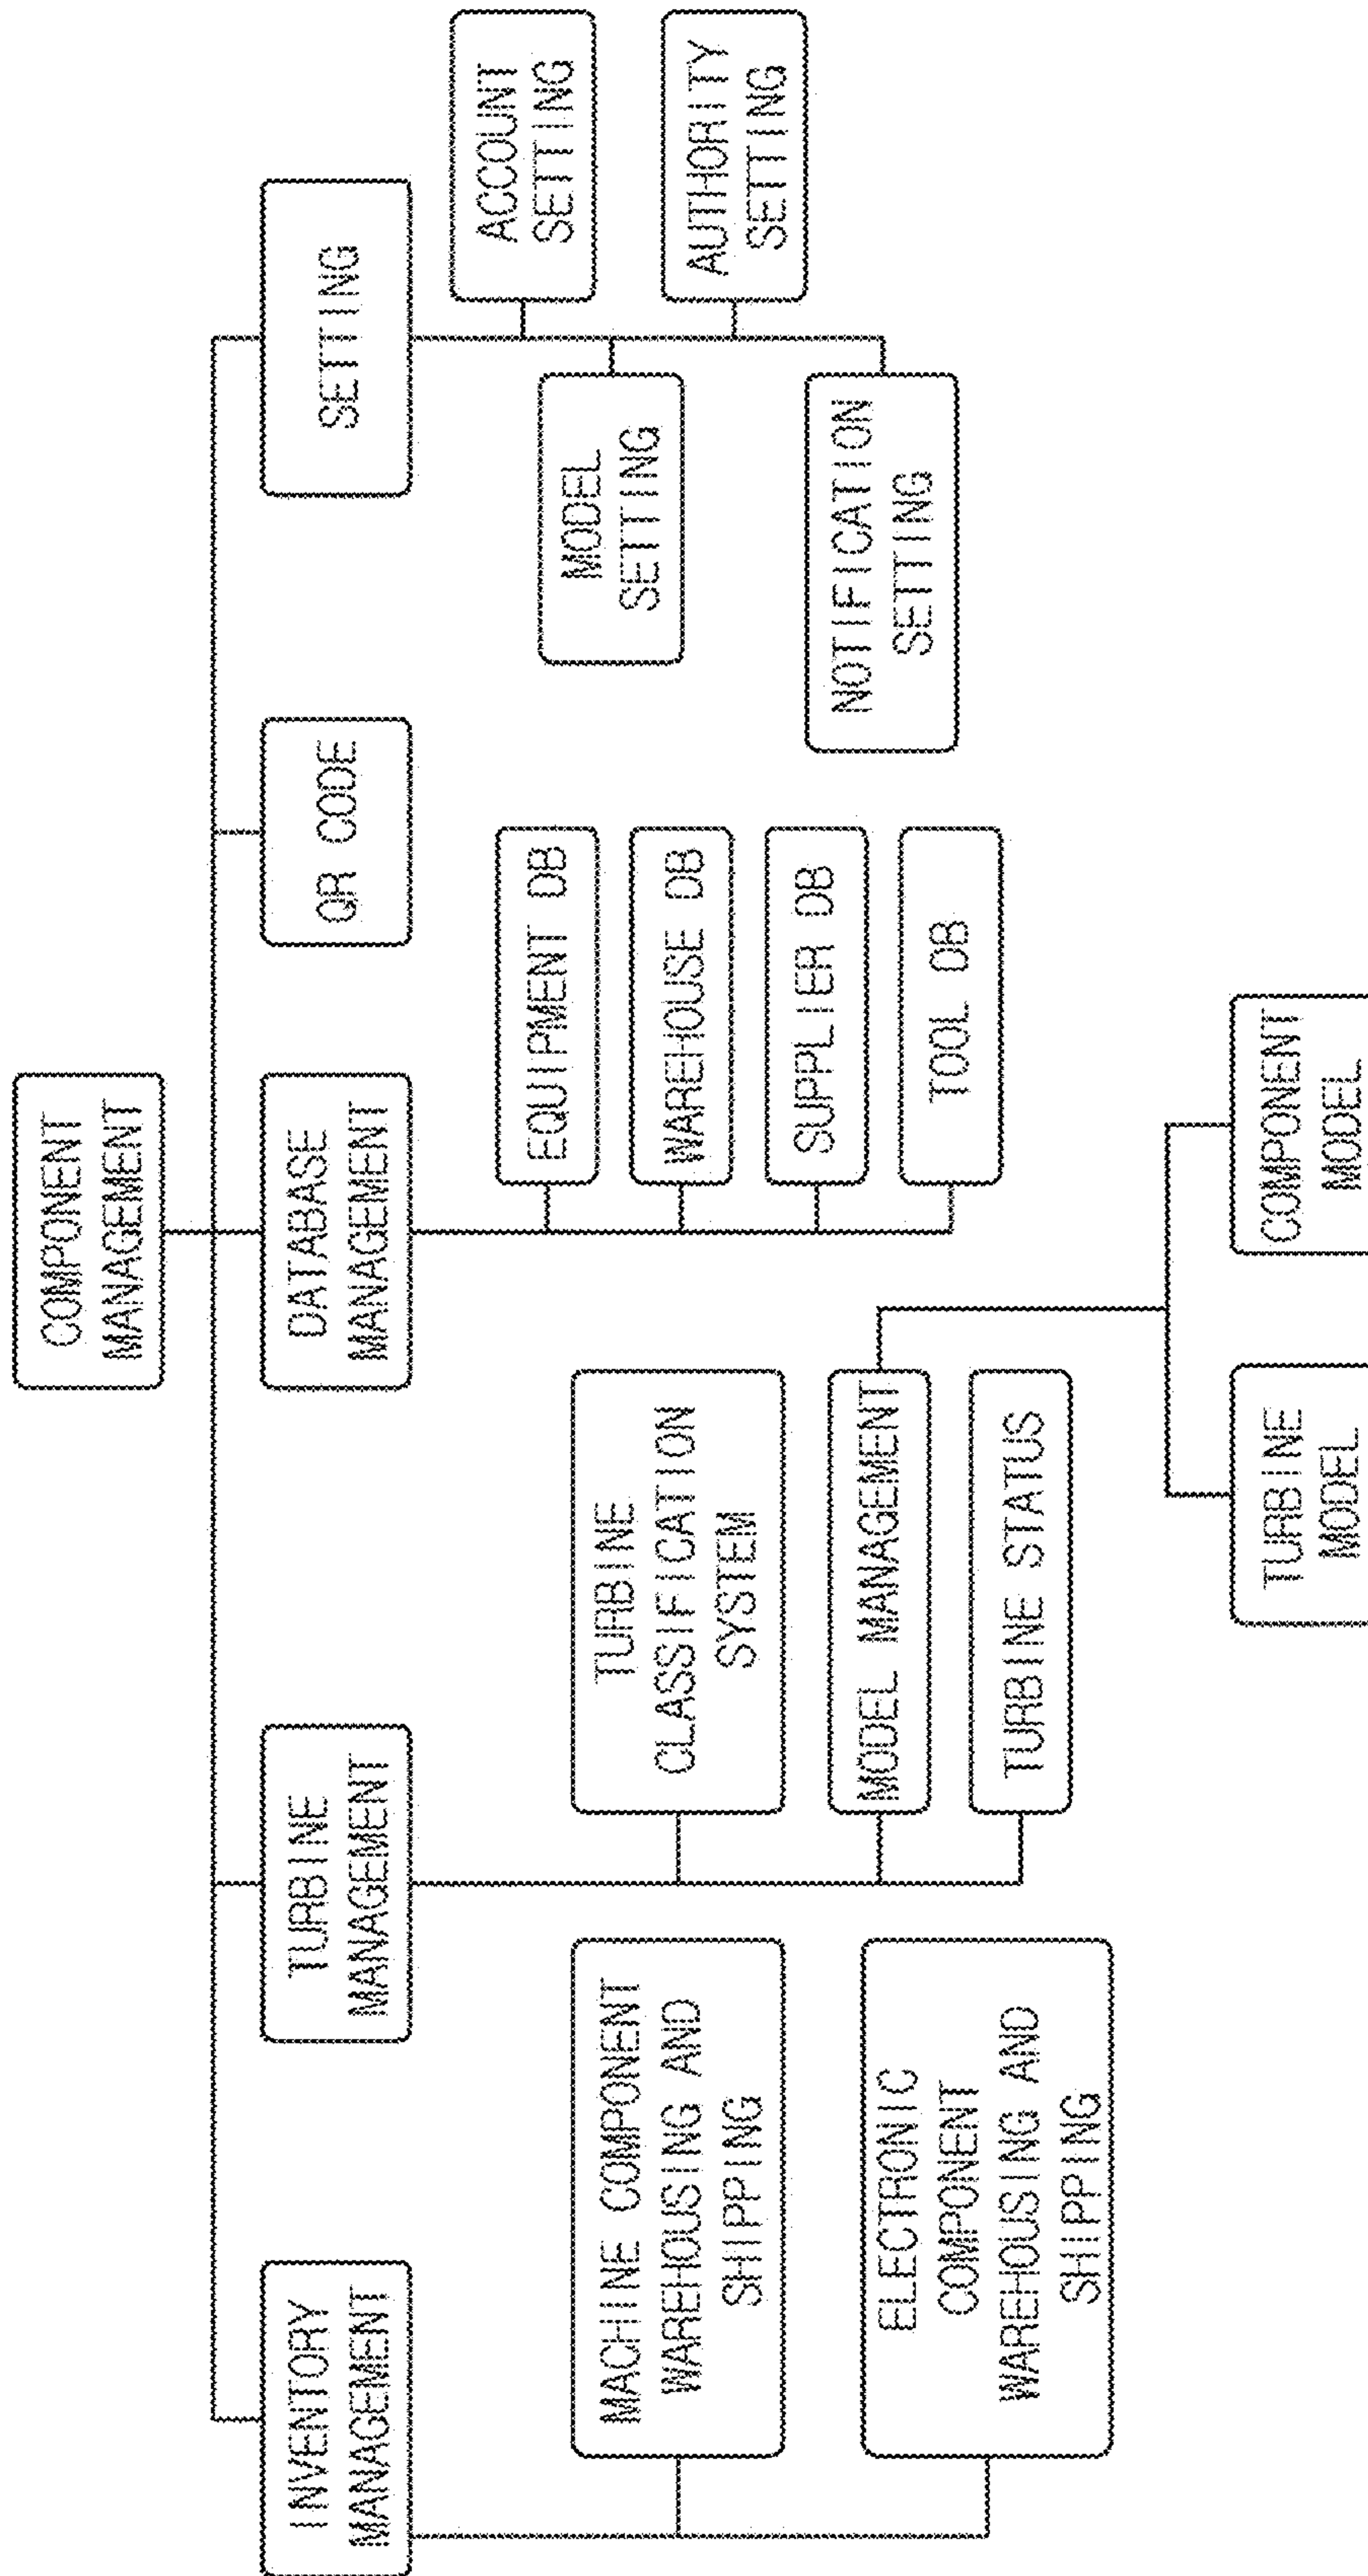 COMPONENT
MANAGEMENT
INVENTORY
MANAGEMENT
TURBINE
MANAGEMENT
DATABASE
MANAGEMENT
QR CODE
SETTING
MACHINE COMPONENT
WAREHOUSING AND
SHIPPING
ELECTRONIC
COMPONENT
WAREHOUSING AND
SHIPPING
TURBINE
CLASSIFICATION
SYSTEM
MODEL MANAGEMENT
TURBINE STATUS
TURBINE
MODEL
COMPONENT
MODEL
EQUIPMENT DB
WAREHOUSE DB
SUPPLIER DB
TOOL DB
ACCOUNT
SETTING
MODEL
SETTING
AUTHORITY
SETTING
NOTIFICATION
SETTING